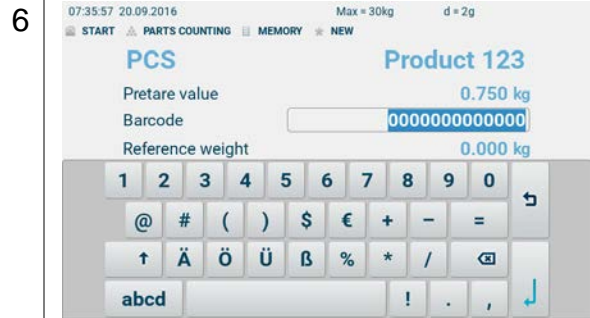 6
07:35:57 20.09.2016 Max = 30kg d = 2g
START PARTS COUNTING MEMORY NEW
PCS Product 123
Pretare value 0.750 kg
Barcode 0000000000000
Reference weight 0.000 kg
1 2 3 4 5 6 7 8 9 0
@ # ( ) $ € + - =
↑ Ä Ö Ü ß % * /
abcd ! . ,